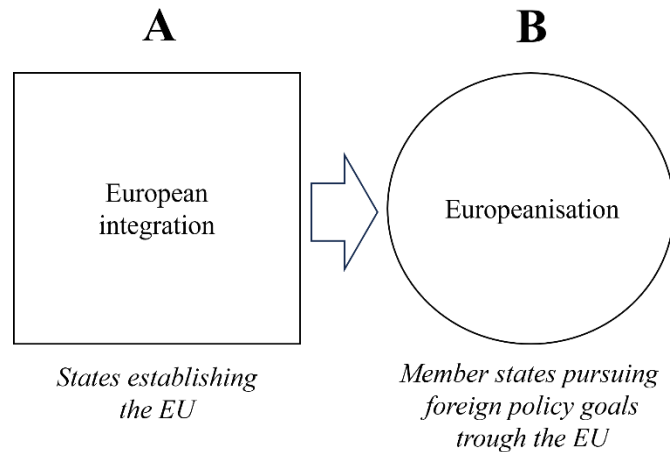 A
B
European
integration
Europeanisation
States establishing
the EU
Member states pursuing
foreign policy goals
trough the EU